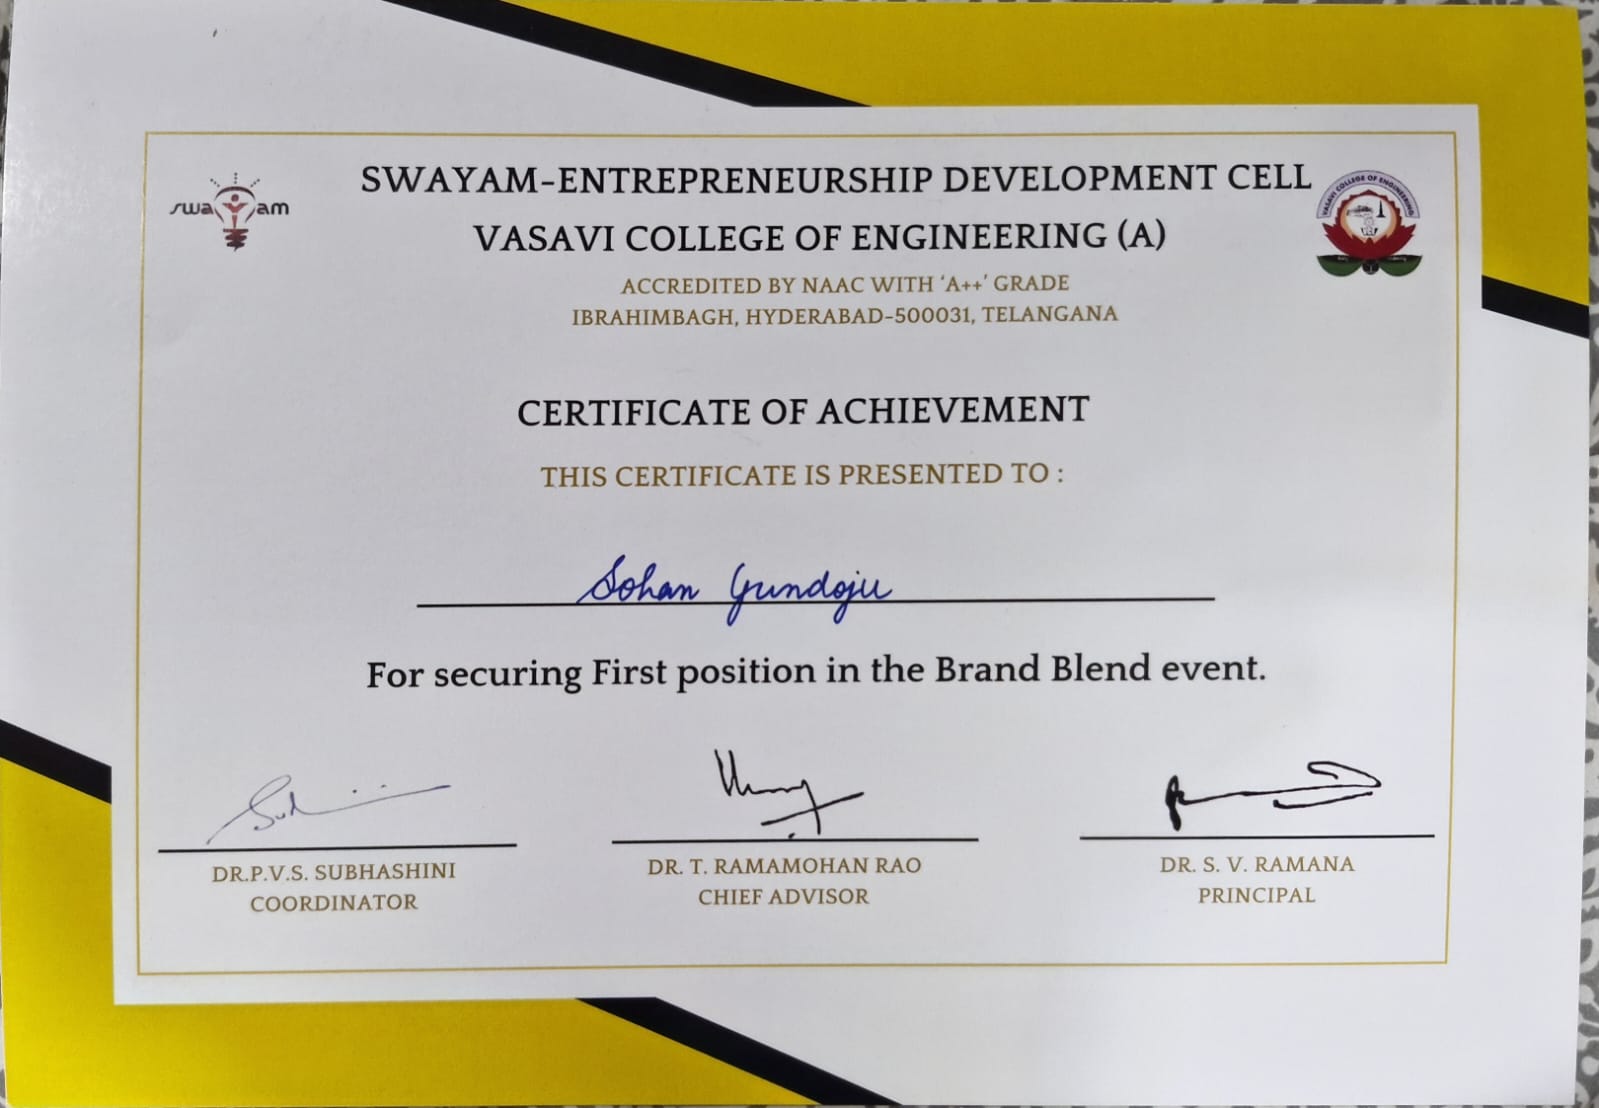 swayam
SWAYAM-ENTREPRENEURSHIP DEVELOPMENT CELL
VASAVI COLLEGE OF ENGINEERING (A)
VASAVI COLLEGE OF ENGINEERING
ACCREDITED BY NAAC WITH ‘A++’ GRADE
IBRAHIMBAGH, HYDERABAD-500031, TELANGANA
CERTIFICATE OF ACHIEVEMENT
THIS CERTIFICATE IS PRESENTED TO :
Sohan Gundoju
For securing First position in the Brand Blend event.
DR.P.V.S. SUBHASHINI
COORDINATOR
DR. T. RAMAMOHAN RAO
CHIEF ADVISOR
DR. S. V. RAMANA
PRINCIPAL